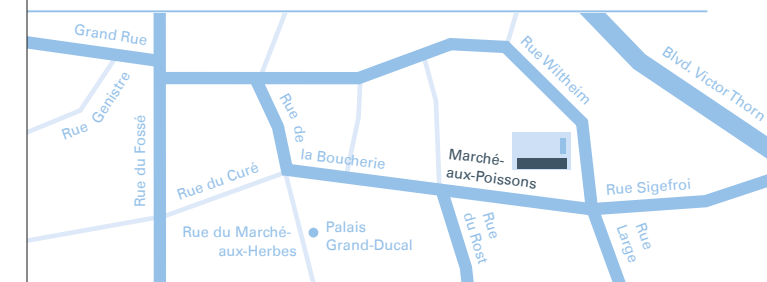 Grand Rue
Rue Genistre
Rue du Fossé
Rue du Curé
Rue de
la Boucherie
Rue Wiltheim
Blvd. Victor Thorn
Marché-
aux-Poissons
Rue Sigefroi
Rue du Marché-
aux-Herbes
Palais
Grand-Ducal
Rue
du Rost
Rue
Large